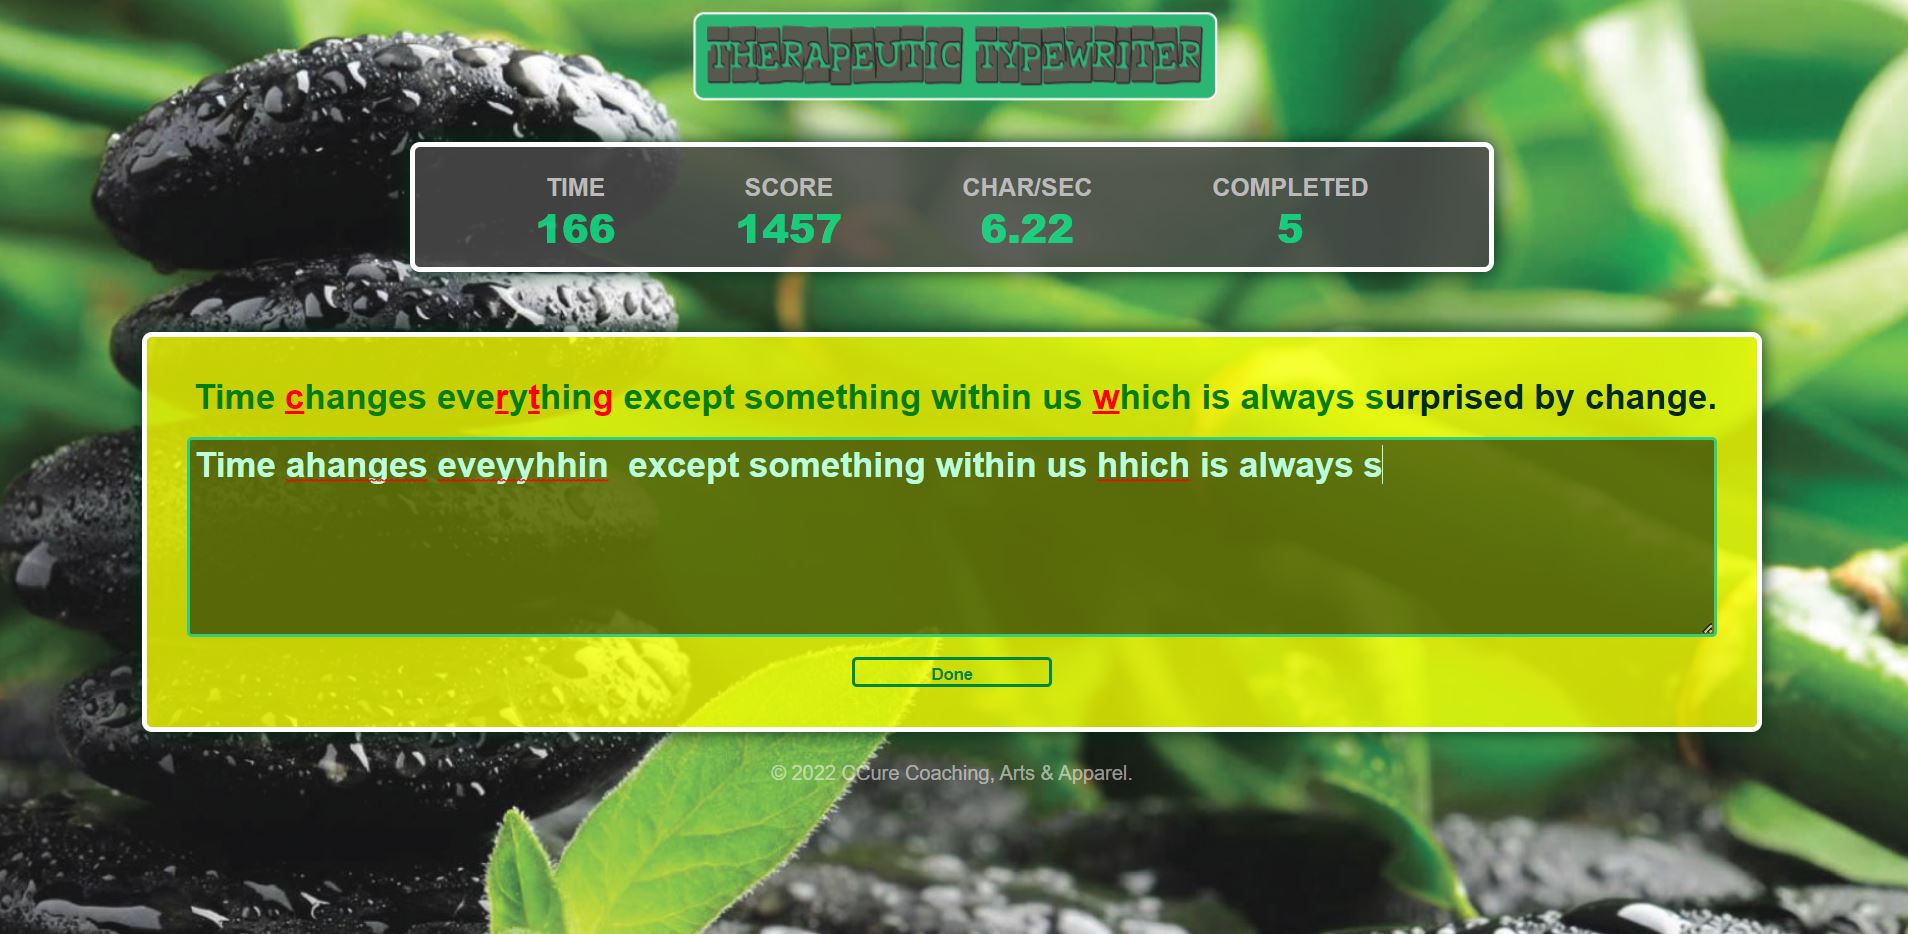 THERAPEUTIC TYPEWRITER
TIME SCORE CHAR/SEC COMPLETED
166 1457 6.22 5
Time changes everything except something within us which is always surprised by change.
Time ahanges eveyyhhin  except something within us hhich is always s
Done
© 2022 CCure Coaching, Arts & Apparel.